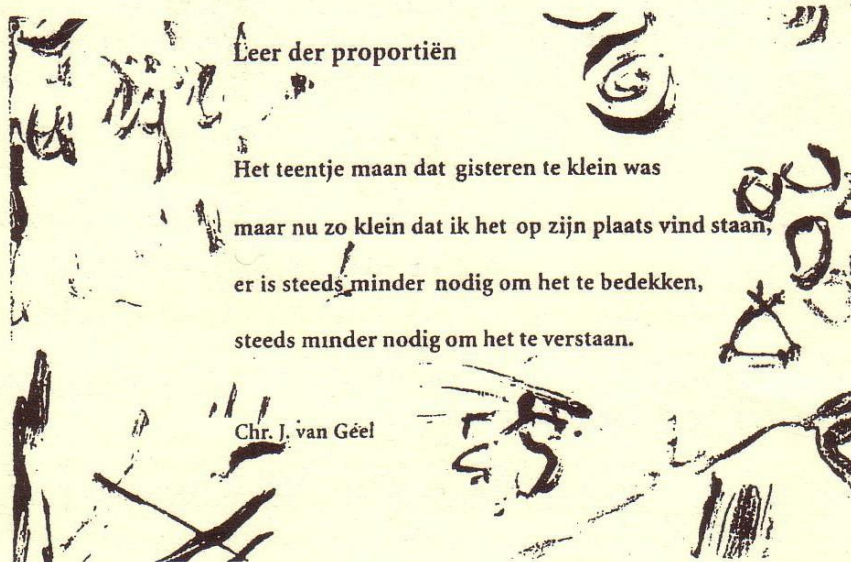 Leer der proportiën
Het teentje maan dat gisteren te klein was
maar nu zo klein dat ik het op zijn plaats vind staan,
er is steeds minder nodig om het te bedekken,
steeds minder nodig om het te verstaan.
Chr. J. van Geel